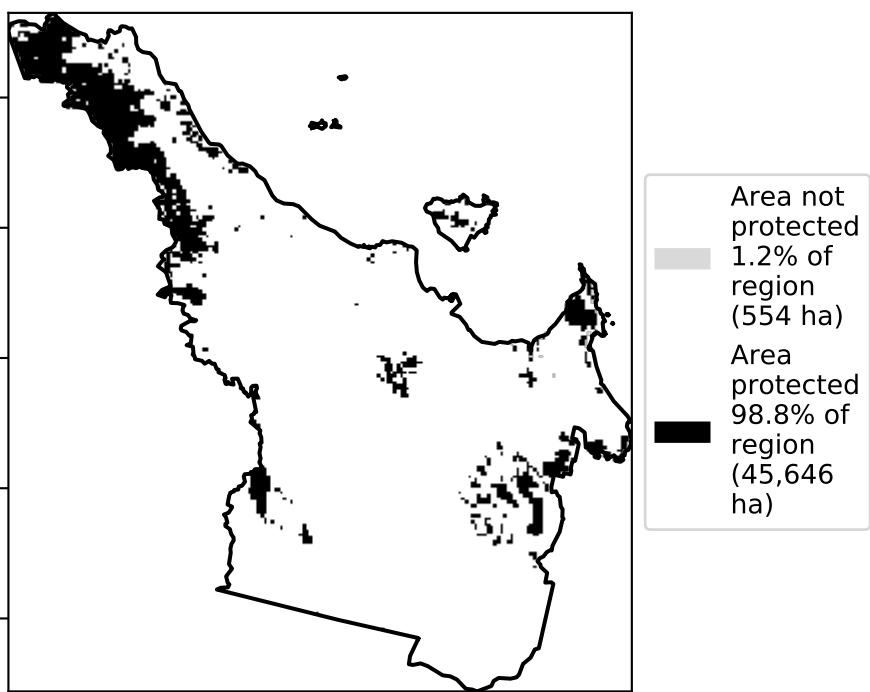 Area not
protected
1.2% of
region
(554 ha)
Area
protected
98.8% of
region
(45,646
ha)